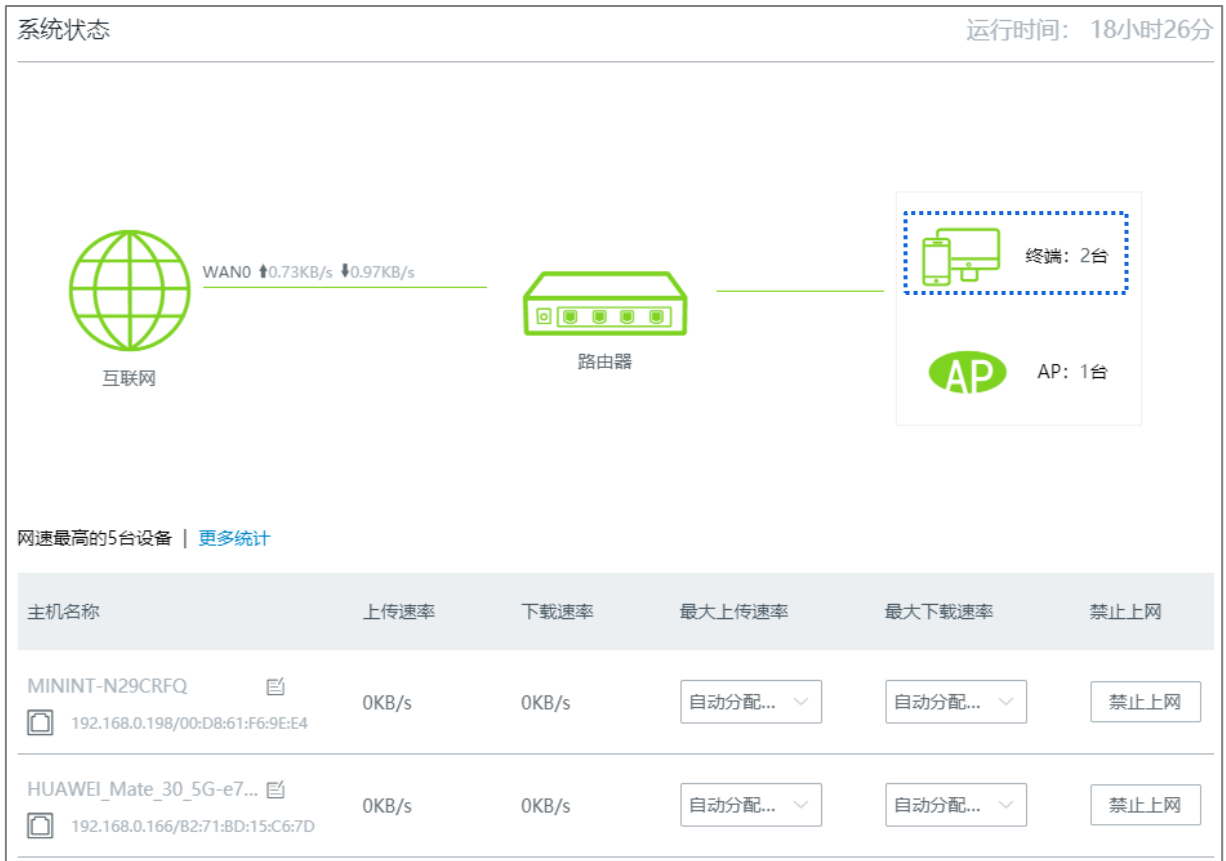 系统状态
运行时间： 18小时26分
WAN0 ⬆0.73KB/s ⬇0.97KB/s
终端：2台
互联网
路由器
AP
AP：1台
网速最高的5台设备 | 更多统计
主机名称 上传速率 下载速率 最大上传速率 最大下载速率 禁止上网
MININT-N29CRFQ
0KB/s 0KB/s 自动分配... 自动分配... 禁止上网
192.168.0.198/00:D8:61:F6:9E:E4
HUAWEI_Mate_30_5G-e7...
0KB/s 0KB/s 自动分配... 自动分配... 禁止上网
192.168.0.166/B2:71:BD:15:C6:7D